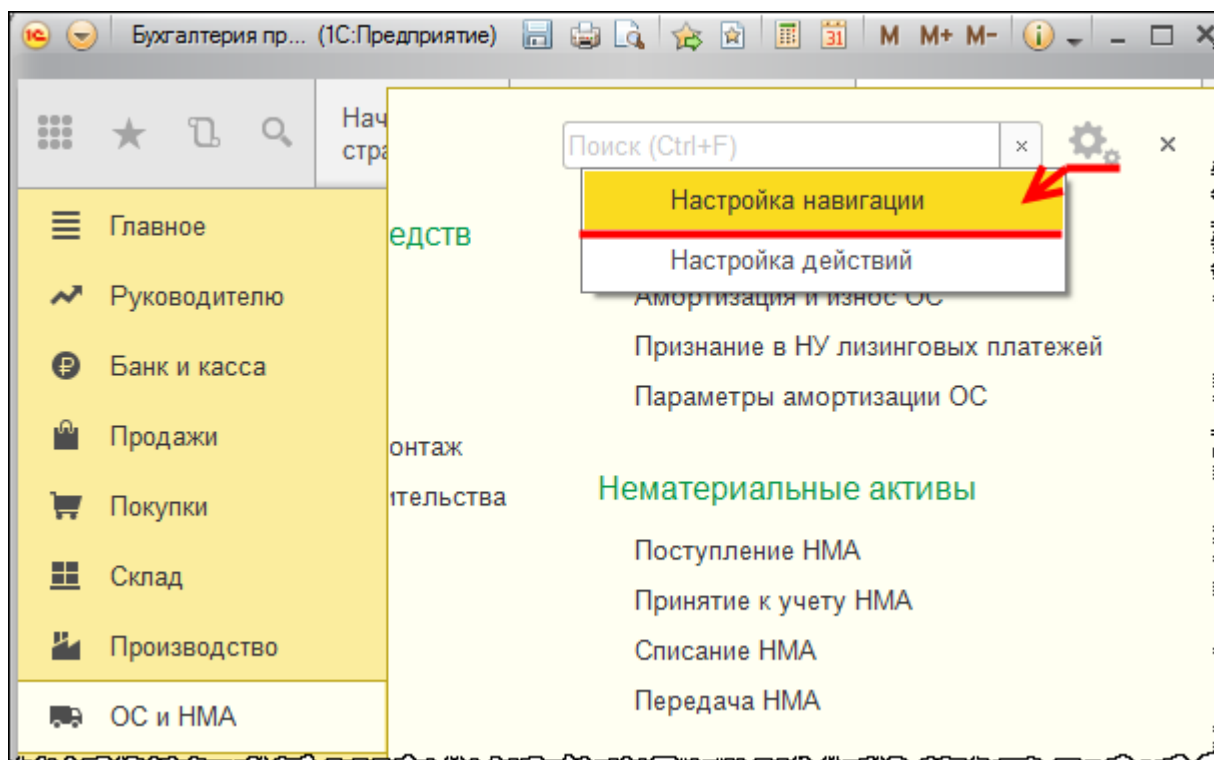 1С Бухгалтерия пр... (1С:Предприятие) 31 M M+ M-
Нач
стра
Поиск (Ctrl+F)
Настройка навигации
Настройка действий
Главное
Руководителю
Банк и касса
Продажи
Покупки
Склад
Производство
ОС и НМА
едств
онтаж
ительства
Амортизация и износ ОС
Признание в НУ лизинговых платежей
Параметры амортизации ОС
Нематериальные активы
Поступление НМА
Принятие к учету НМА
Списание НМА
Передача НМА